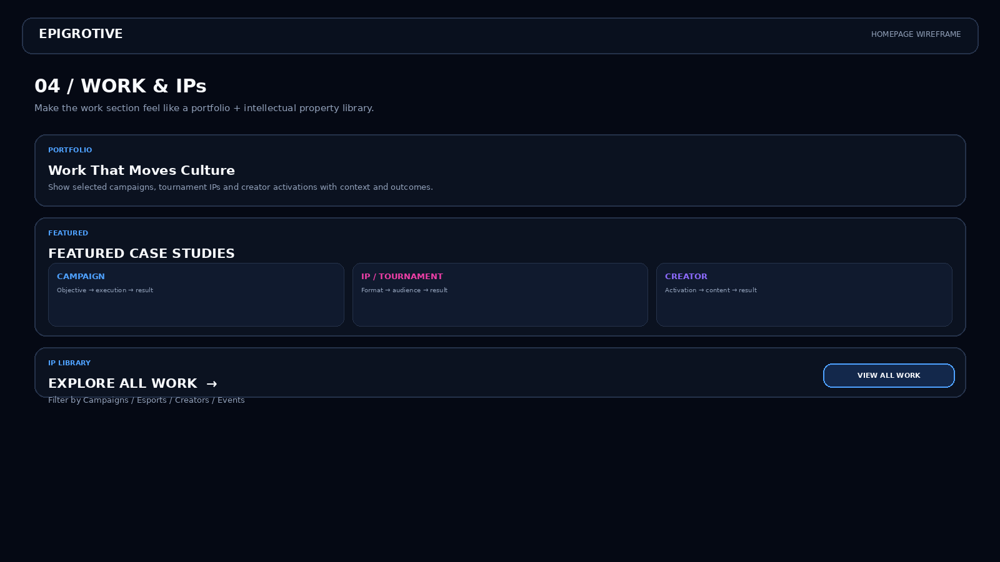 EPIGROTIVE
HOMEPAGE WIREFRAME
04 / WORK & IPs
Make the work section feel like a portfolio + intellectual property library.
PORTFOLIO
Work That Moves Culture
Show selected campaigns, tournament IPs and creator activations with context and outcomes.
FEATURED
FEATURED CASE STUDIES
CAMPAIGN
Objective → execution → result
IP / TOURNAMENT
Format → audience → result
CREATOR
Activation → content → result
IP LIBRARY
EXPLORE ALL WORK →
Filter by Campaigns / Esports / Creators / Events
VIEW ALL WORK